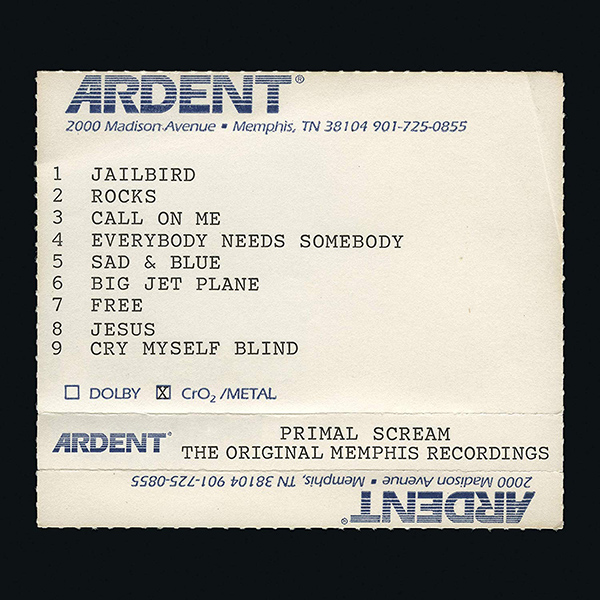 ARDENT®
2000 Madison Avenue ▪ Memphis, TN 38104 901-725-0855
1 JAILBIRD
2 ROCKS
3 CALL ON ME
4 EVERYBODY NEEDS SOMEBODY
5 SAD & BLUE
6 BIG JET PLANE
7 FREE
8 JESUS
9 CRY MYSELF BLIND
☐ DOLBY ☒ CrO₂/METAL
ARDENT® PRIMAL SCREAM
THE ORIGINAL MEMPHIS RECORDINGS
2000 Madison Avenue ▪ Memphis, TN 38104 901-725-0855
ARDENT®